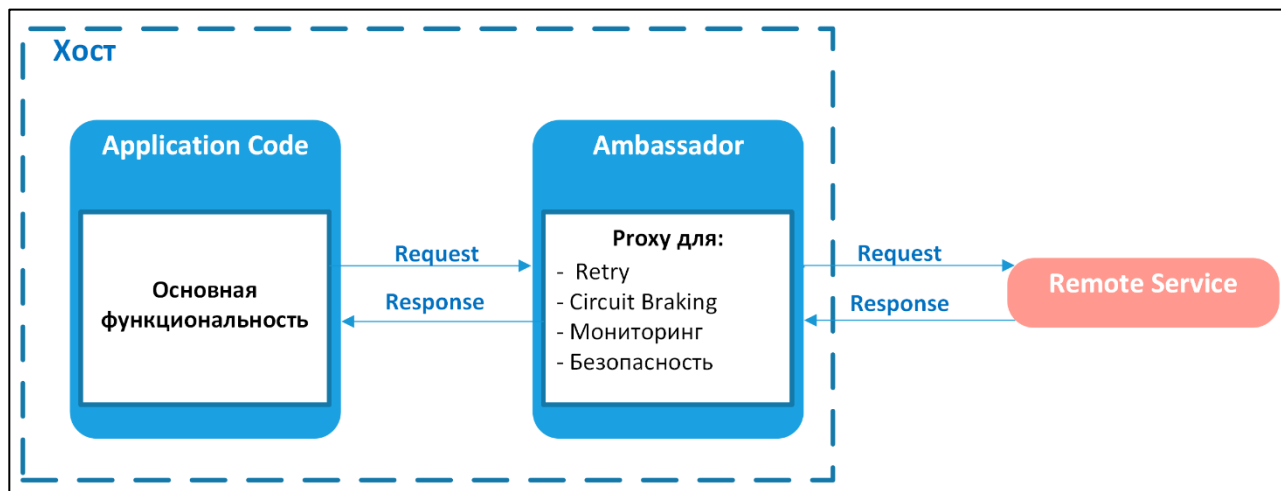 Хост
Application Code
Основная
функциональность
Request
Response
Ambassador
Proxy для:
- Retry
- Circuit Braking
- Мониторинг
- Безопасность
Request
Response
Remote Service